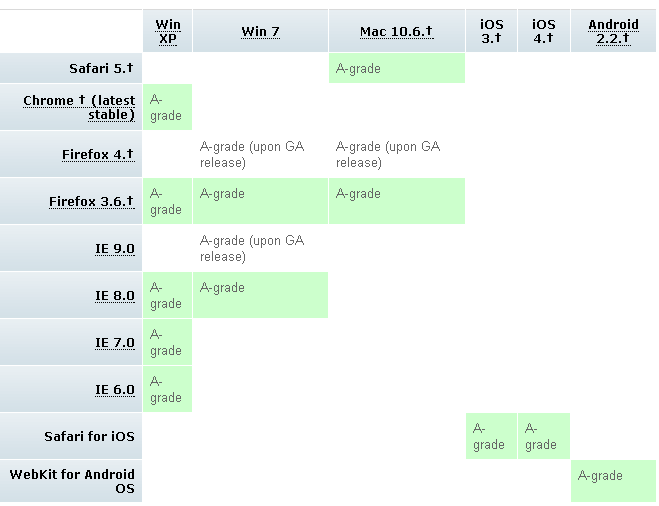 Win XP Win 7 Mac 10.6.† iOS 3.† iOS 4.† Android 2.2.†
Safari 5.† A-grade
Chrome † (latest stable) A-grade
Firefox 4.† A-grade (upon GA release) A-grade (upon GA release)
Firefox 3.6.† A-grade A-grade A-grade
IE 9.0 A-grade (upon GA release)
IE 8.0 A-grade A-grade
IE 7.0 A-grade
IE 6.0 A-grade
Safari for iOS A-grade A-grade
WebKit for Android OS A-grade